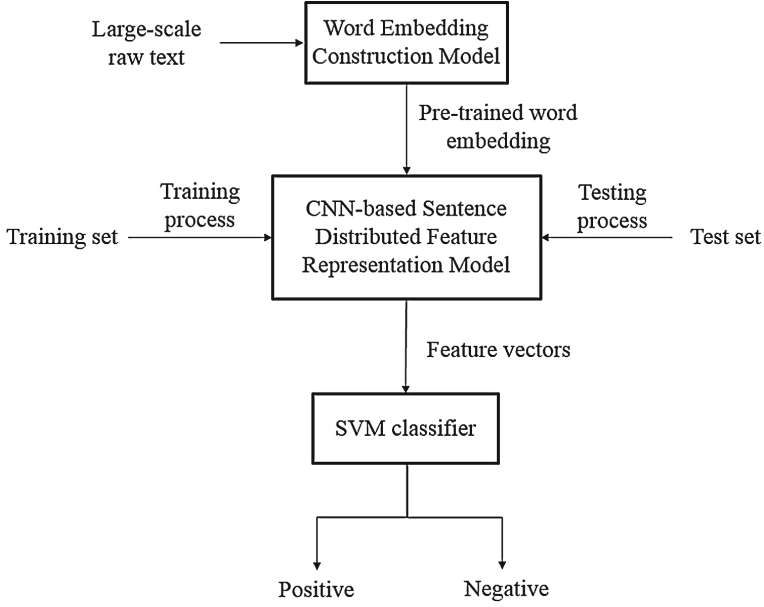 Large-scale
raw text
Word Embedding
Construction Model
Pre-trained word
embedding
Training
process
Training set
CNN-based Sentence
Distributed Feature
Representation Model
Testing
process
Test set
Feature vectors
SVM classifier
Positive
Negative